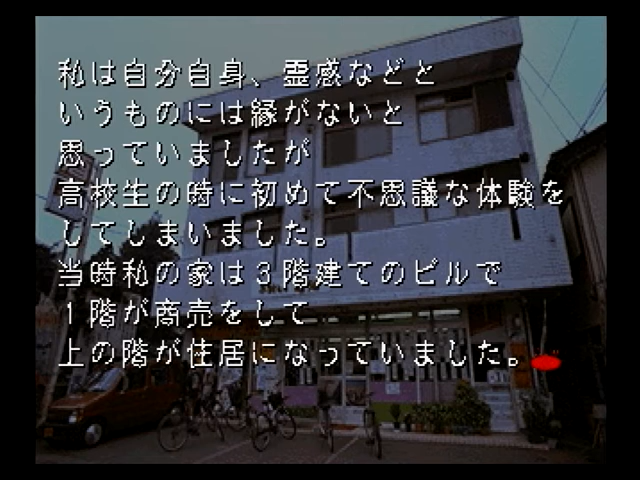 私は自分自身、霊感などと
いうものには縁がないと
思っていましたが
高校生の時に初めて不思議な体験を
してしまいました。
当時私の家は３階建てのビルで
１階が商売をして
上の階が住居になっていました。